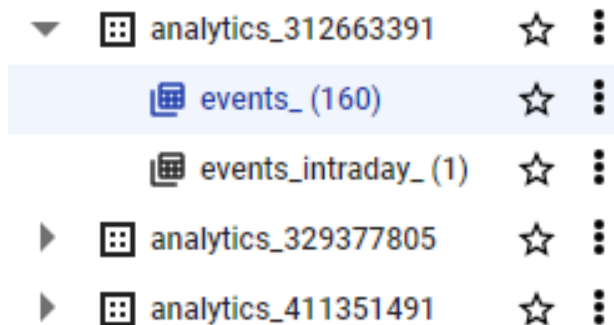 analytics_312663391
events_ (160)
events_intraday_ (1)
analytics_329377805
analytics_411351491